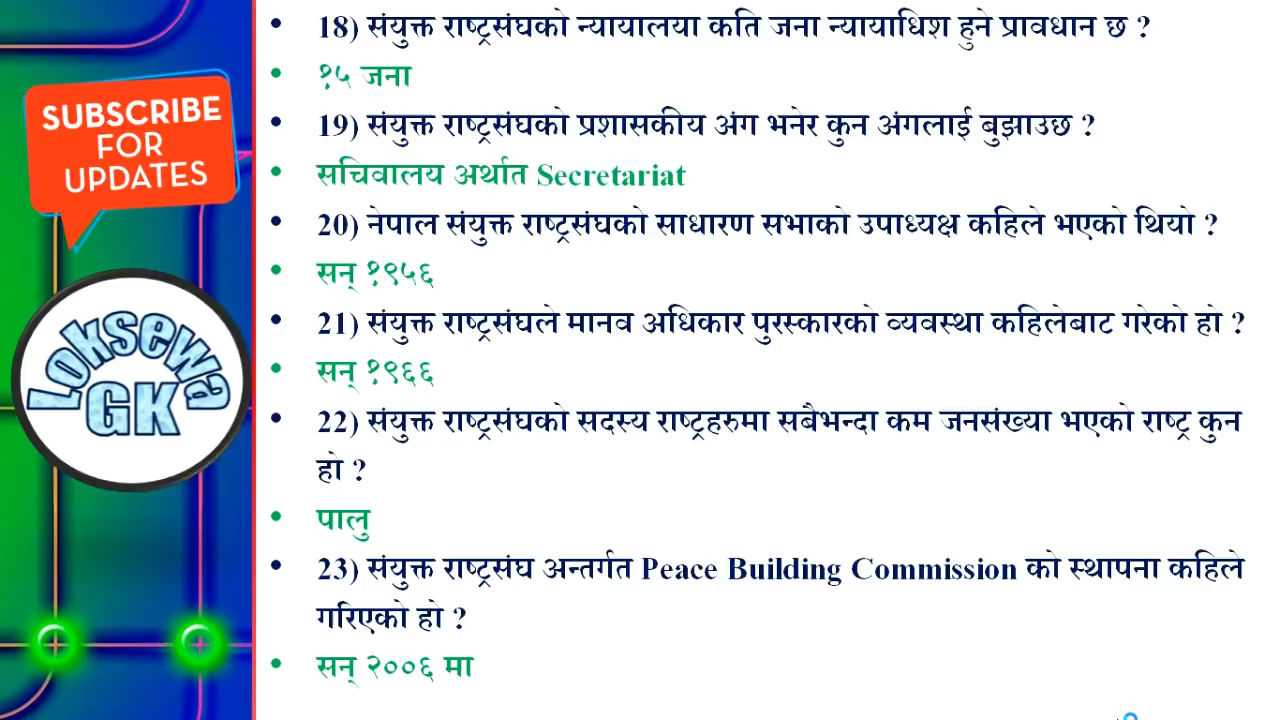 18) संयुक्त राष्ट्रसंघको न्यायालया कति जना न्यायाधिश हुने प्रावधान छ ?
१५ जना
19) संयुक्त राष्ट्रसंघको प्रशासकीय अंग भनेर कुन अंगलाई बुझाउछ ?
सचिवालय अर्थात Secretariat
20) नेपाल संयुक्त राष्ट्रसंघको साधारण सभाको उपाध्यक्ष कहिले भएको थियो ?
सन् १९५६
21) संयुक्त राष्ट्रसंघले मानव अधिकार पुरस्कारको व्यवस्था कहिलेबाट गरेको हो ?
सन् १९६६
22) संयुक्त राष्ट्रसंघको सदस्य राष्ट्रहरुमा सबैभन्दा कम जनसंख्या भएको राष्ट्र कुन
हो ?
पालु
23) संयुक्त राष्ट्रसंघ अन्तर्गत Peace Building Commission को स्थापना कहिले
गरिएको हो ?
सन् २००६ मा
SUBSCRIBE
FOR
UPDATES
Loksewa
GK